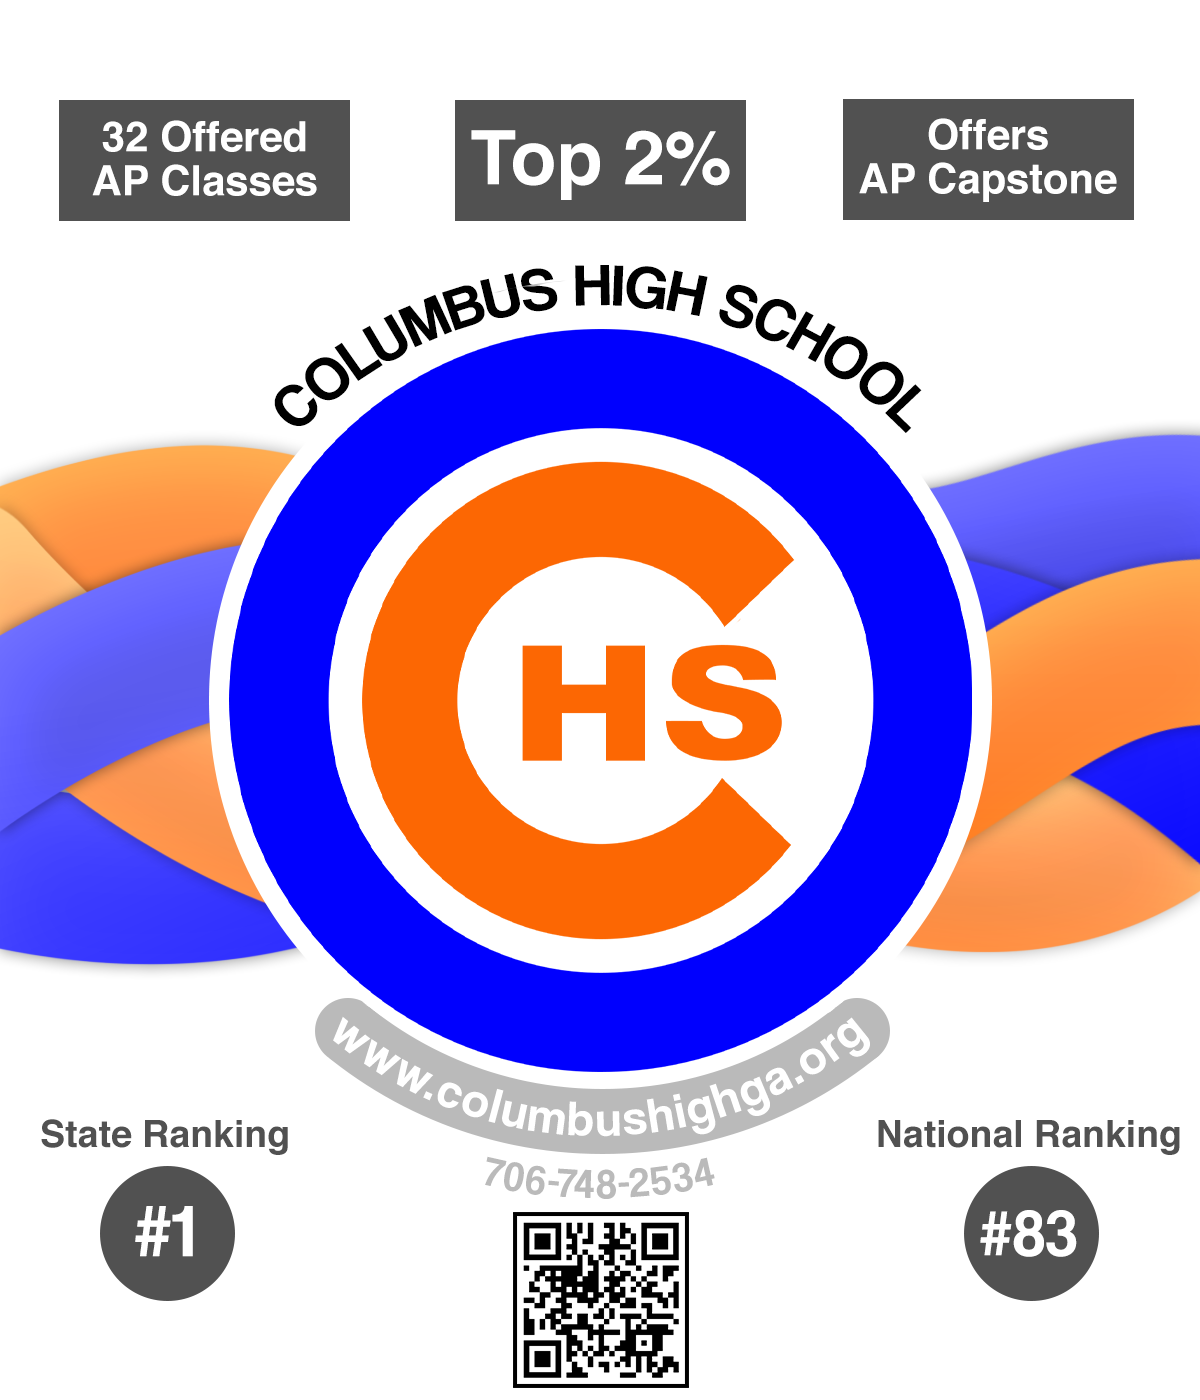 32 Offered
AP Classes
Top 2%
Offers
AP Capstone
COLUMBUS HIGH SCHOOL
C
HS
www.columbushighga.org
706-748-2534
State Ranking
#1
National Ranking
#83